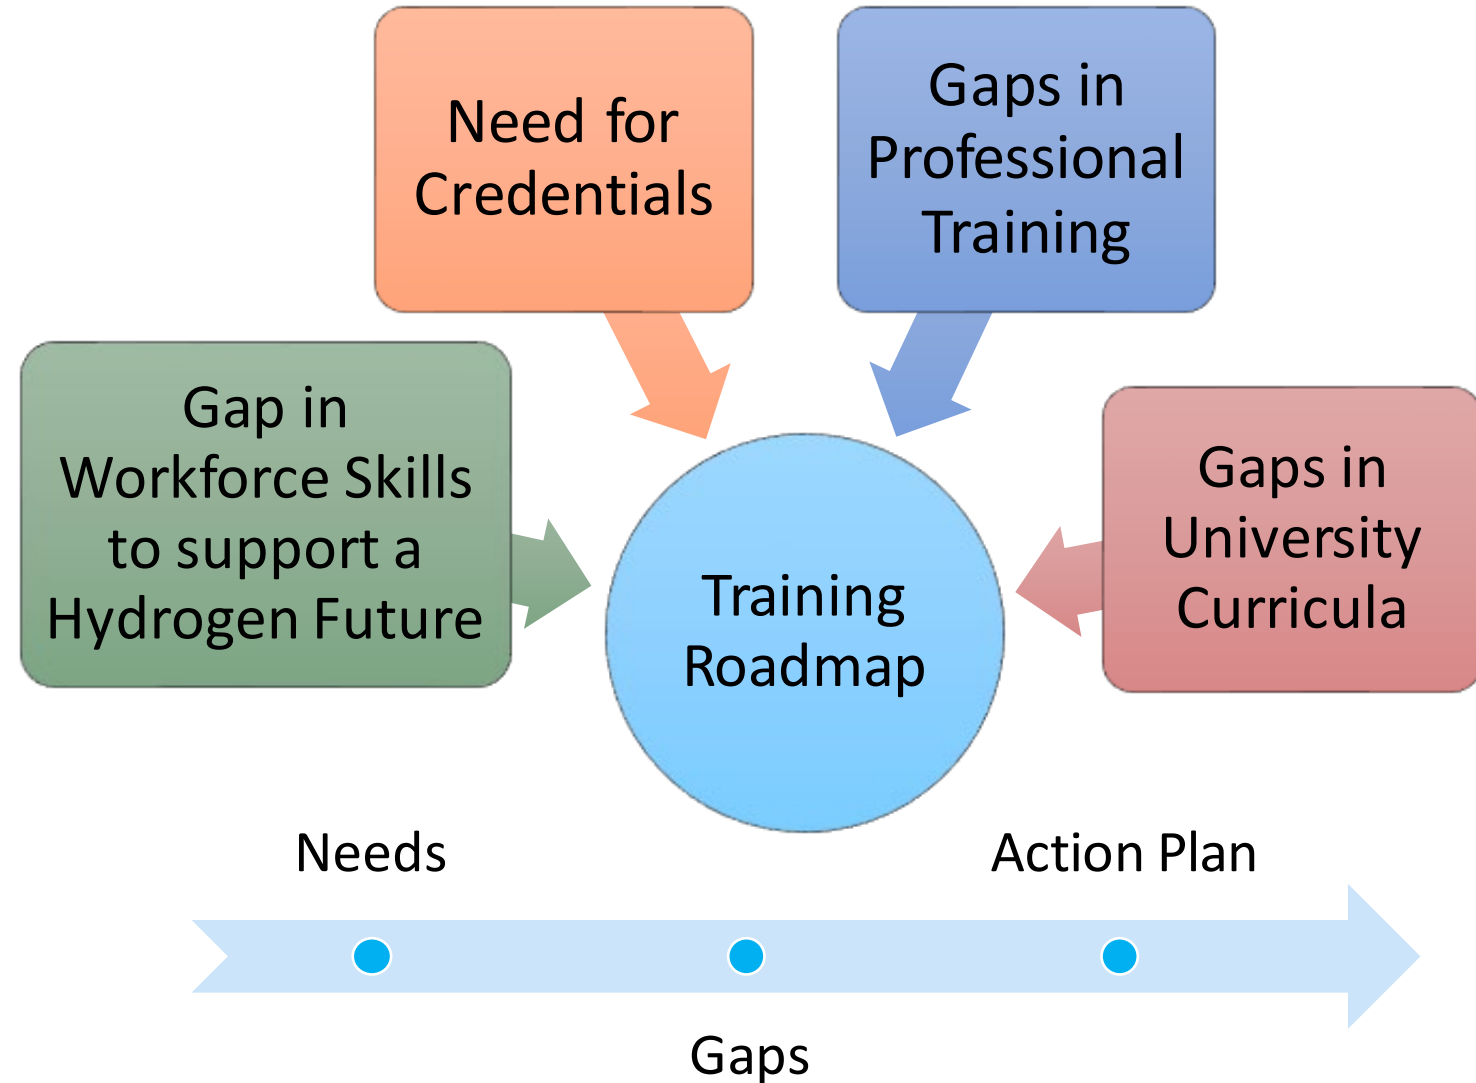 Need for
Credentials
Gaps in
Professional
Training
Gap in
Workforce Skills
to support a
Hydrogen Future
Gaps in
University
Curricula
Training
Roadmap
Needs
Action Plan
Gaps